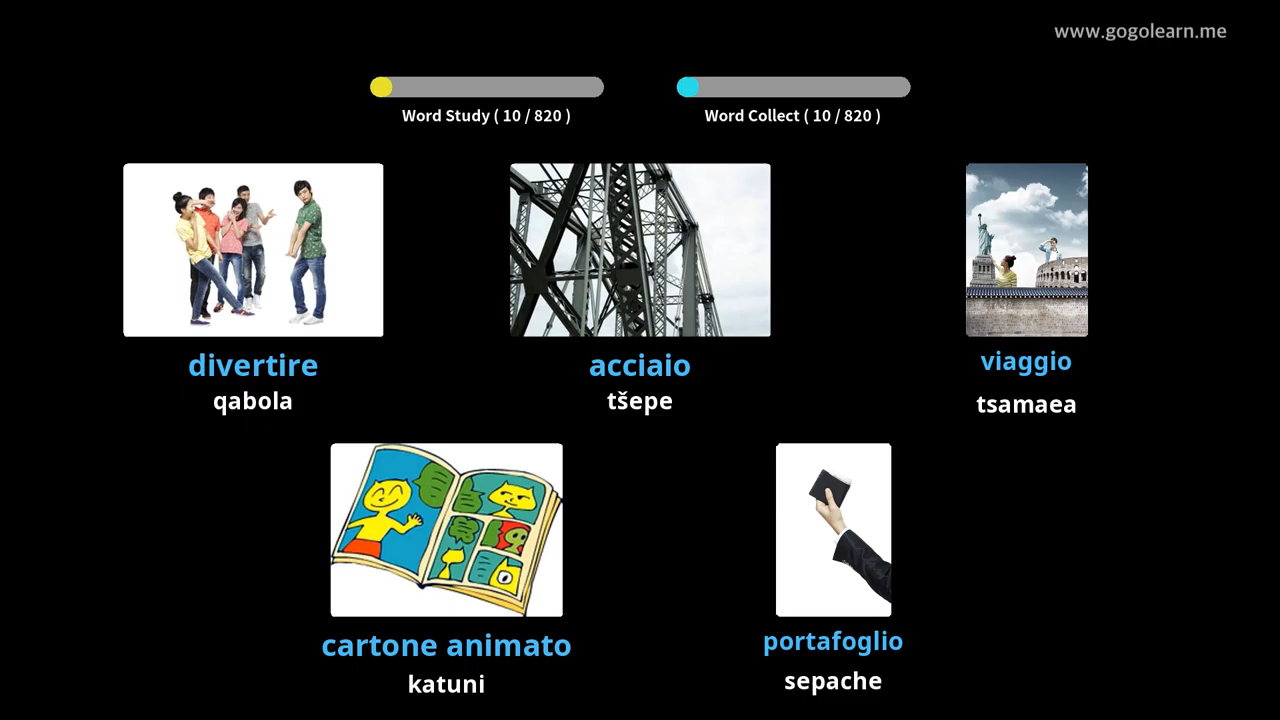 www.gogolearn.me
Word Study ( 10 / 820 )
Word Collect ( 10 / 820 )
divertire
qabola
acciaio
tšepe
viaggio
tsamaea
cartone animato
katuni
portafoglio
sepache